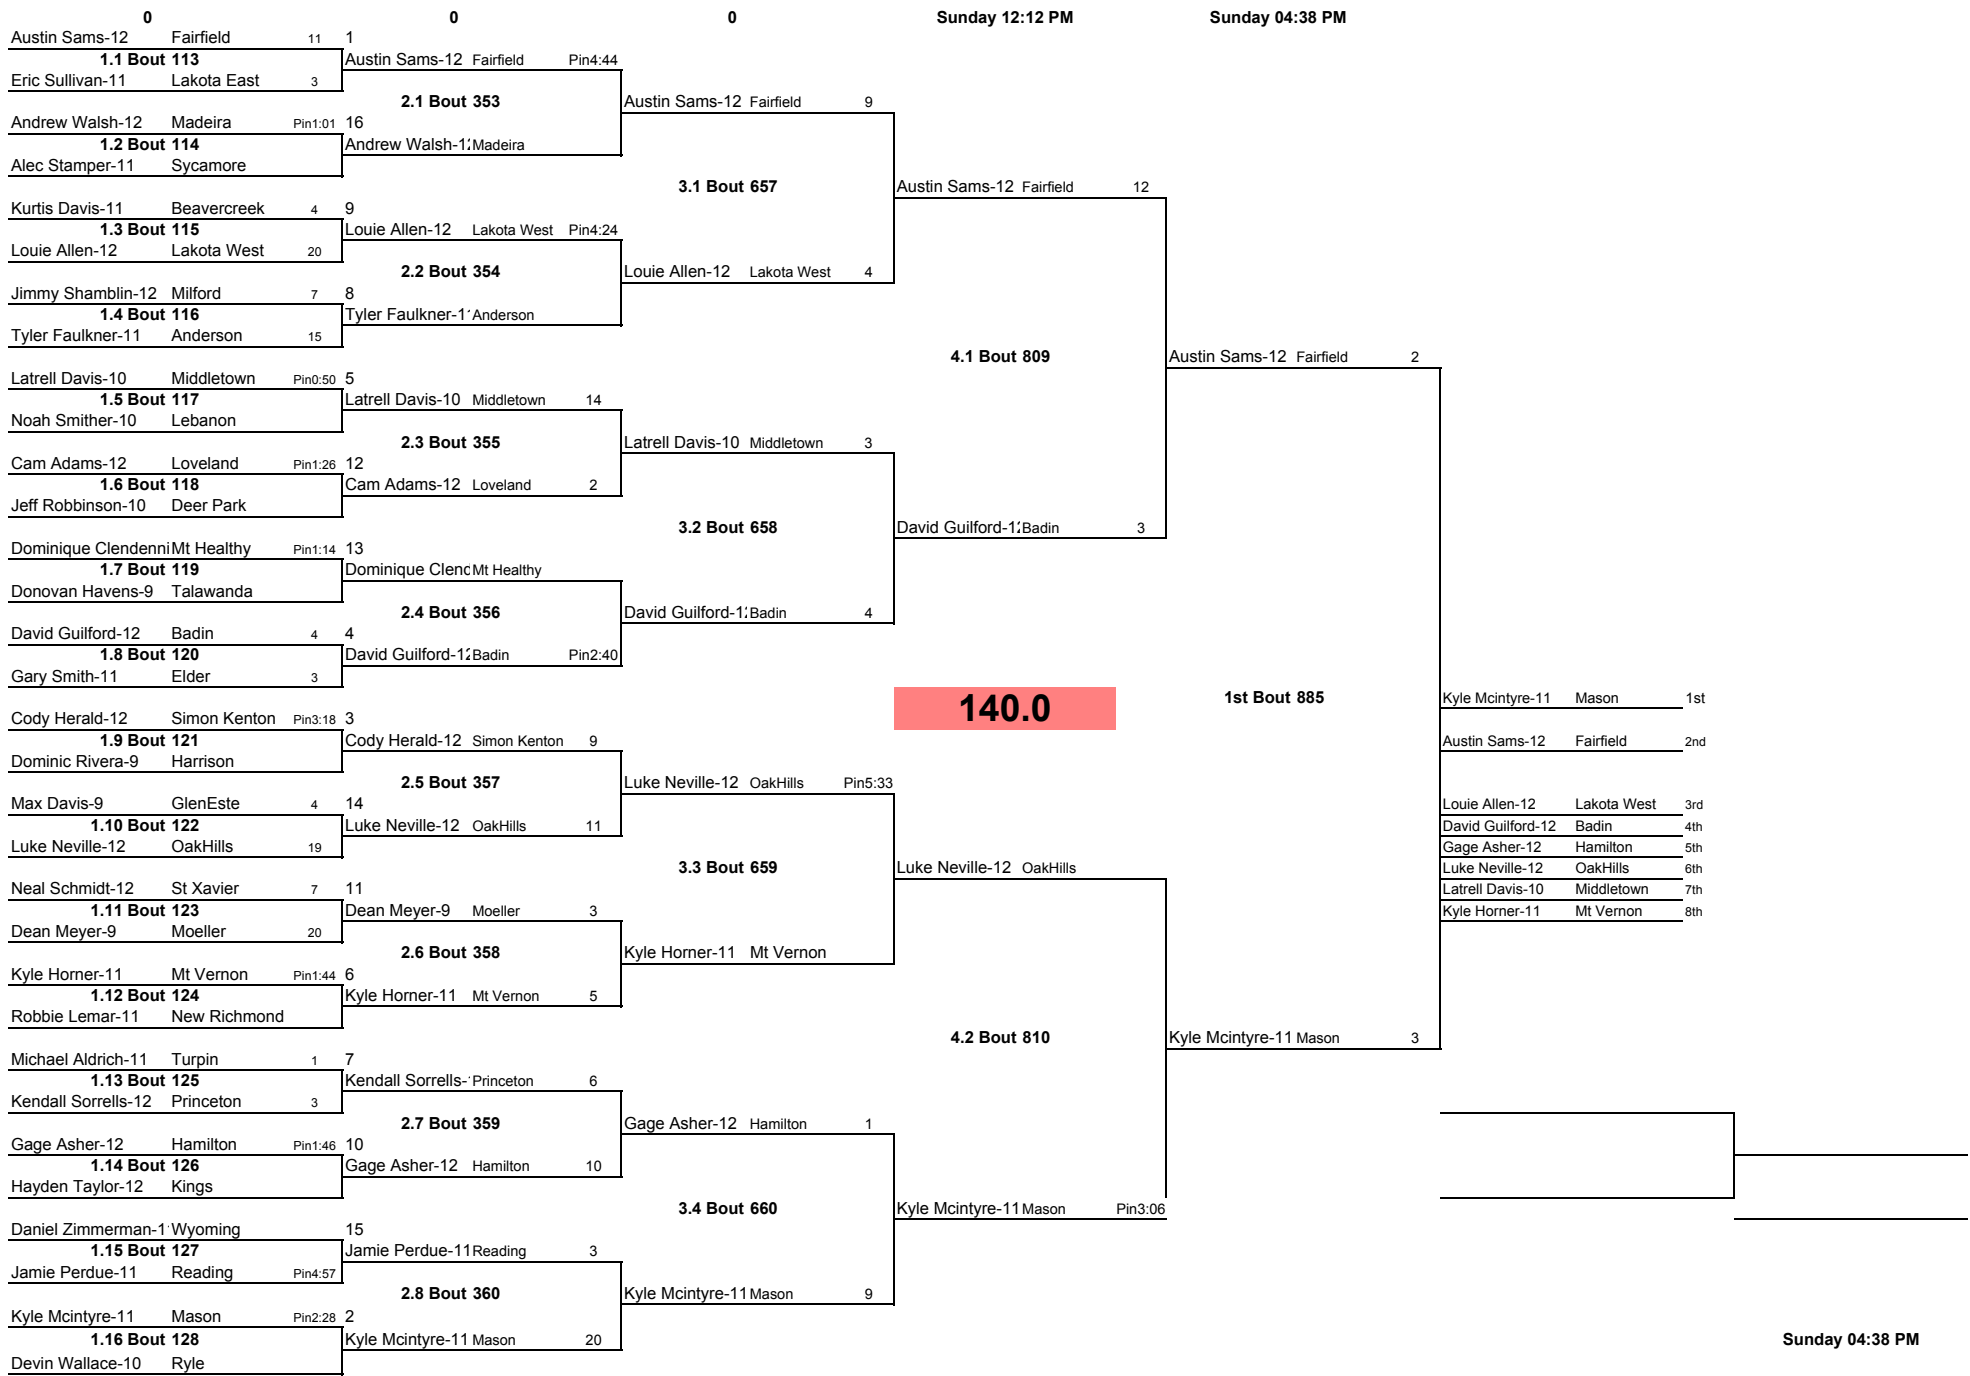 0 0 0 Sunday 12:12 PM Sunday 04:38 PM
Austin Sams-12 Fairfield 11 1
1.1 Bout 113 Austin Sams-12 Fairfield Pin4:44
Eric Sullivan-11 Lakota East 3
2.1 Bout 353 Austin Sams-12 Fairfield 9
Andrew Walsh-12 Madeira Pin1:01 16
1.2 Bout 114 Andrew Walsh-12 Madeira
Alec Stamper-11 Sycamore
3.1 Bout 657 Austin Sams-12 Fairfield 12
Kurtis Davis-11 Beavercreek 4 9
1.3 Bout 115 Louie Allen-12 Lakota West Pin4:24
Louie Allen-12 Lakota West 20
2.2 Bout 354 Louie Allen-12 Lakota West 4
Jimmy Shamblin-12 Milford 7 8
1.4 Bout 116 Tyler Faulkner-1 Anderson
Tyler Faulkner-11 Anderson 15
4.1 Bout 809 Austin Sams-12 Fairfield 2
Latrell Davis-10 Middletown Pin0:50 5
1.5 Bout 117 Latrell Davis-10 Middletown 14
Noah Smither-10 Lebanon
2.3 Bout 355 Latrell Davis-10 Middletown 3
Cam Adams-12 Loveland Pin1:26 12
1.6 Bout 118 Cam Adams-12 Loveland 2
Jeff Robbinson-10 Deer Park
3.2 Bout 658 David Guilford-12 Badin 3
Dominique Clendenni Mt Healthy Pin1:14 13
1.7 Bout 119 Dominique Clenc Mt Healthy
Donovan Havens-9 Talawanda
2.4 Bout 356 David Guilford-12 Badin 4
David Guilford-12 Badin 4 4
1.8 Bout 120 David Guilford-12 Badin Pin2:40
Gary Smith-11 Elder 3
140.0 1st Bout 885 Kyle Mcintyre-11 Mason 1st
Cody Herald-12 Simon Kenton Pin3:18 3
1.9 Bout 121 Cody Herald-12 Simon Kenton 9 Austin Sams-12 Fairfield 2nd
Dominic Rivera-9 Harrison
2.5 Bout 357 Luke Neville-12 OakHills Pin5:33
Max Davis-9 GlenEste 4 14 Louie Allen-12 Lakota West 3rd
1.10 Bout 122 Luke Neville-12 OakHills 11 David Guilford-12 Badin 4th
Luke Neville-12 OakHills 19 Gage Asher-12 Hamilton 5th
3.3 Bout 659 Luke Neville-12 OakHills Luke Neville-12 OakHills 6th
Neal Schmidt-12 St Xavier 7 11 Latrell Davis-10 Middletown 7th
1.11 Bout 123 Dean Meyer-9 Moeller 3 Kyle Horner-11 Mt Vernon 8th
Dean Meyer-9 Moeller 20
2.6 Bout 358 Kyle Horner-11 Mt Vernon
Kyle Horner-11 Mt Vernon Pin1:44 6
1.12 Bout 124 Kyle Horner-11 Mt Vernon 5
Robbie Lemar-11 New Richmond
4.2 Bout 810 Kyle Mcintyre-11 Mason 3
Michael Aldrich-11 Turpin 1 7
1.13 Bout 125 Kendall Sorrells- Princeton 6
Kendall Sorrells-12 Princeton 3
2.7 Bout 359 Gage Asher-12 Hamilton 1
Gage Asher-12 Hamilton Pin1:46 10
1.14 Bout 126 Gage Asher-12 Hamilton 10
Hayden Taylor-12 Kings
3.4 Bout 660 Kyle Mcintyre-11 Mason Pin3:06
Daniel Zimmerman-1 Wyoming 15
1.15 Bout 127 Jamie Perdue-11 Reading 3
Jamie Perdue-11 Reading Pin4:57
2.8 Bout 360 Kyle Mcintyre-11 Mason 9
Kyle Mcintyre-11 Mason Pin2:28 2
1.16 Bout 128 Kyle Mcintyre-11 Mason 20 Sunday 04:38 PM
Devin Wallace-10 Ryle